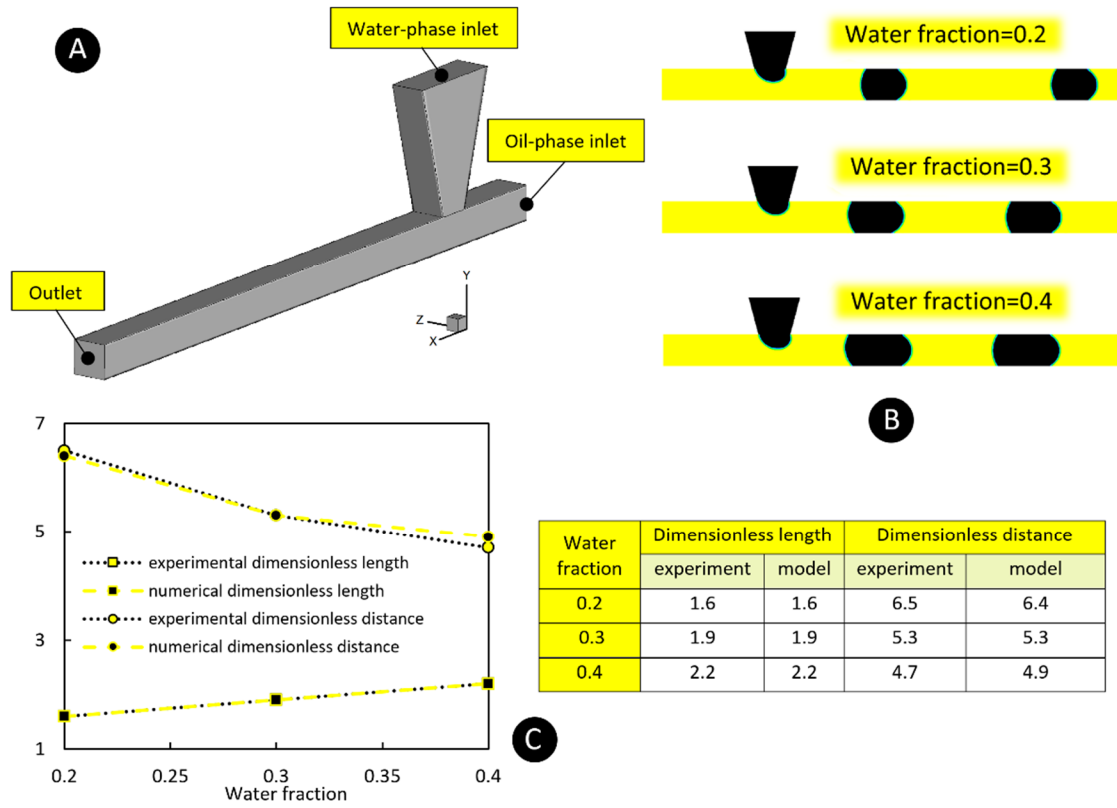 A
Water-phase inlet
Oil-phase inlet
Outlet
Y
Z
X
Water fraction=0.2
Water fraction=0.3
Water fraction=0.4
B
7
5
3
1
experimental dimensionless length
numerical dimensionless length
experimental dimensionless distance
numerical dimensionless distance
0.2 0.25 0.3 0.35 0.4
Water fraction
C
Water fraction Dimensionless length Dimensionless distance
experiment model experiment model
0.2 1.6 1.6 6.5 6.4
0.3 1.9 1.9 5.3 5.3
0.4 2.2 2.2 4.7 4.9